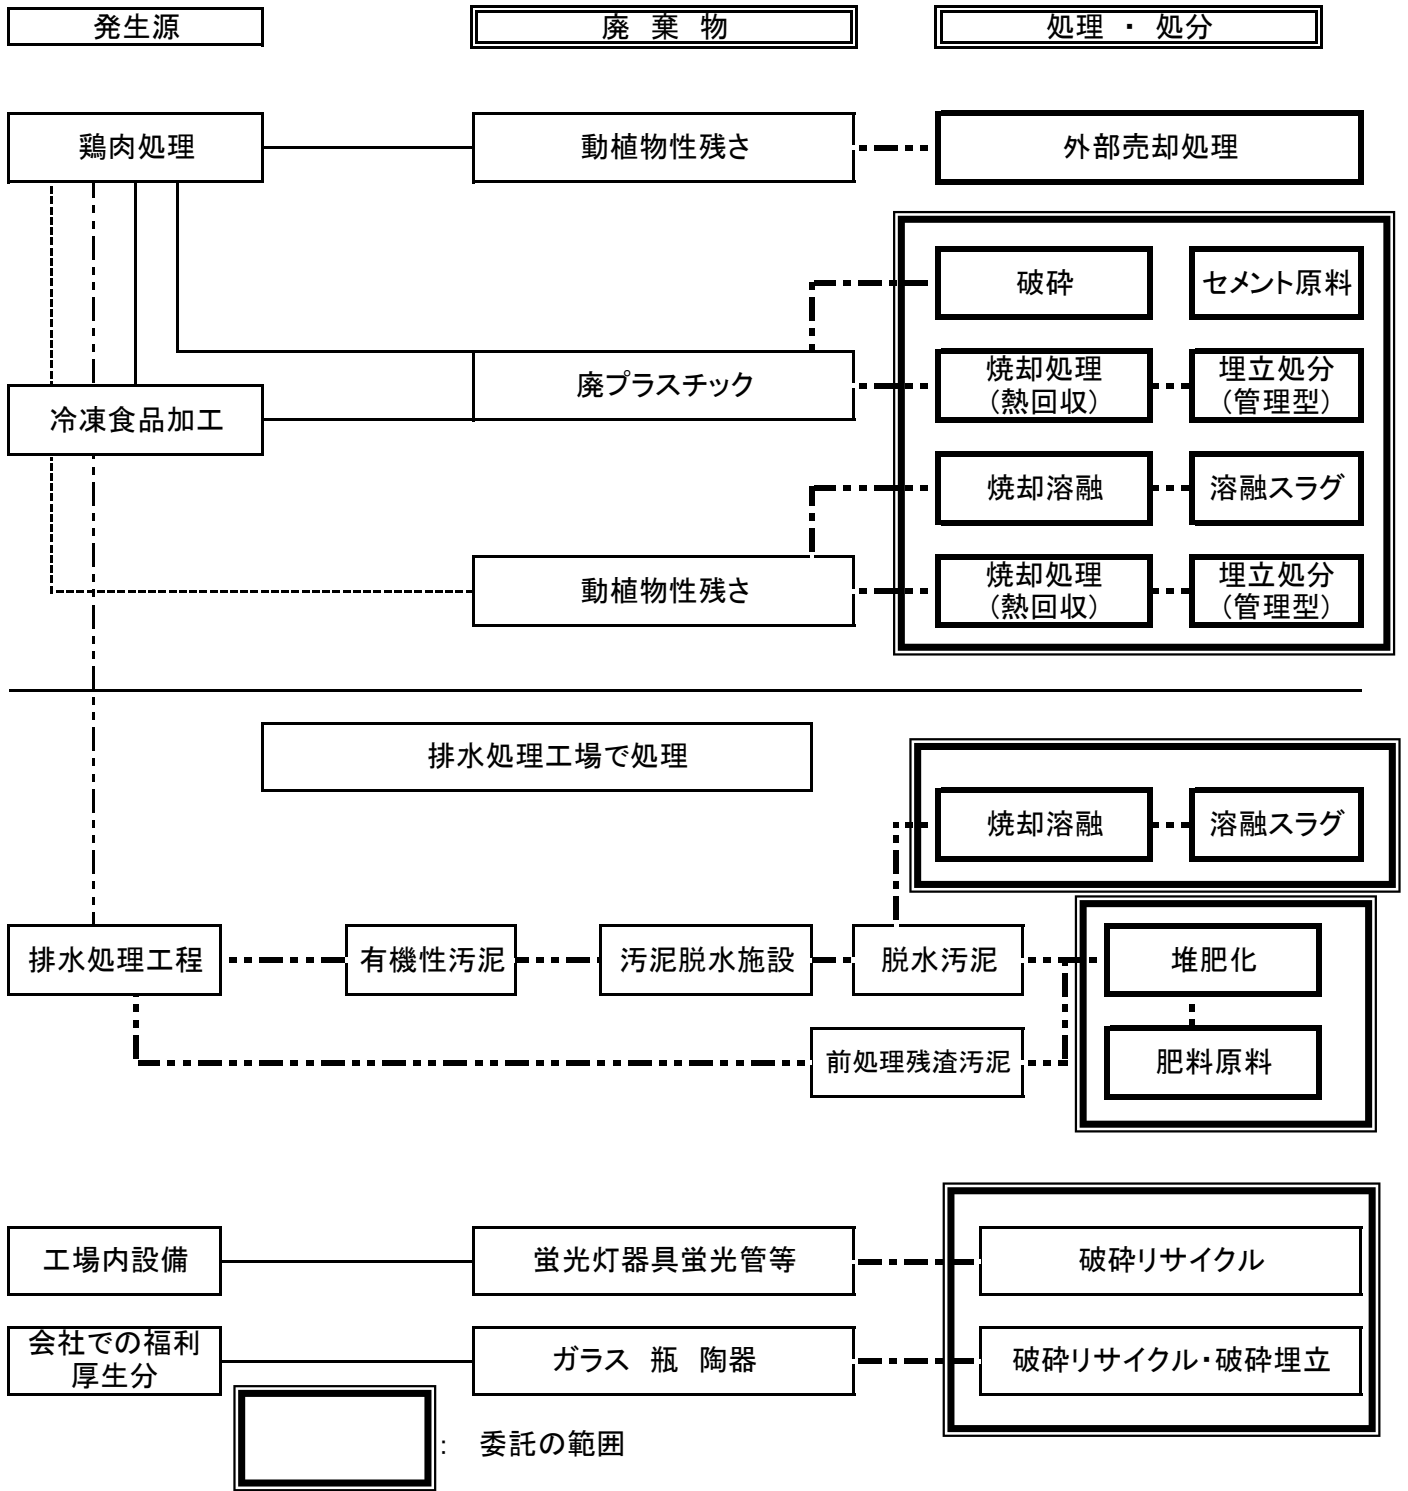 発生源
廃　棄　物
処理　・　処分
鶏肉処理
動植物性残さ
外部売却処理
破砕
セメント原料
廃プラスチック
焼却処理
(熱回収)
埋立処分
(管理型)
冷凍食品加工
焼却溶融
溶融スラグ
動植物性残さ
焼却処理
(熱回収)
埋立処分
(管理型)
排水処理工場で処理
焼却溶融
溶融スラグ
排水処理工程
有機性汚泥
汚泥脱水施設
脱水汚泥
堆肥化
前処理残渣汚泥
肥料原料
工場内設備
蛍光灯器具蛍光管等
破砕リサイクル
会社での福利
厚生分
ガラス　瓶　陶器
破砕リサイクル・破砕埋立
:　委託の範囲